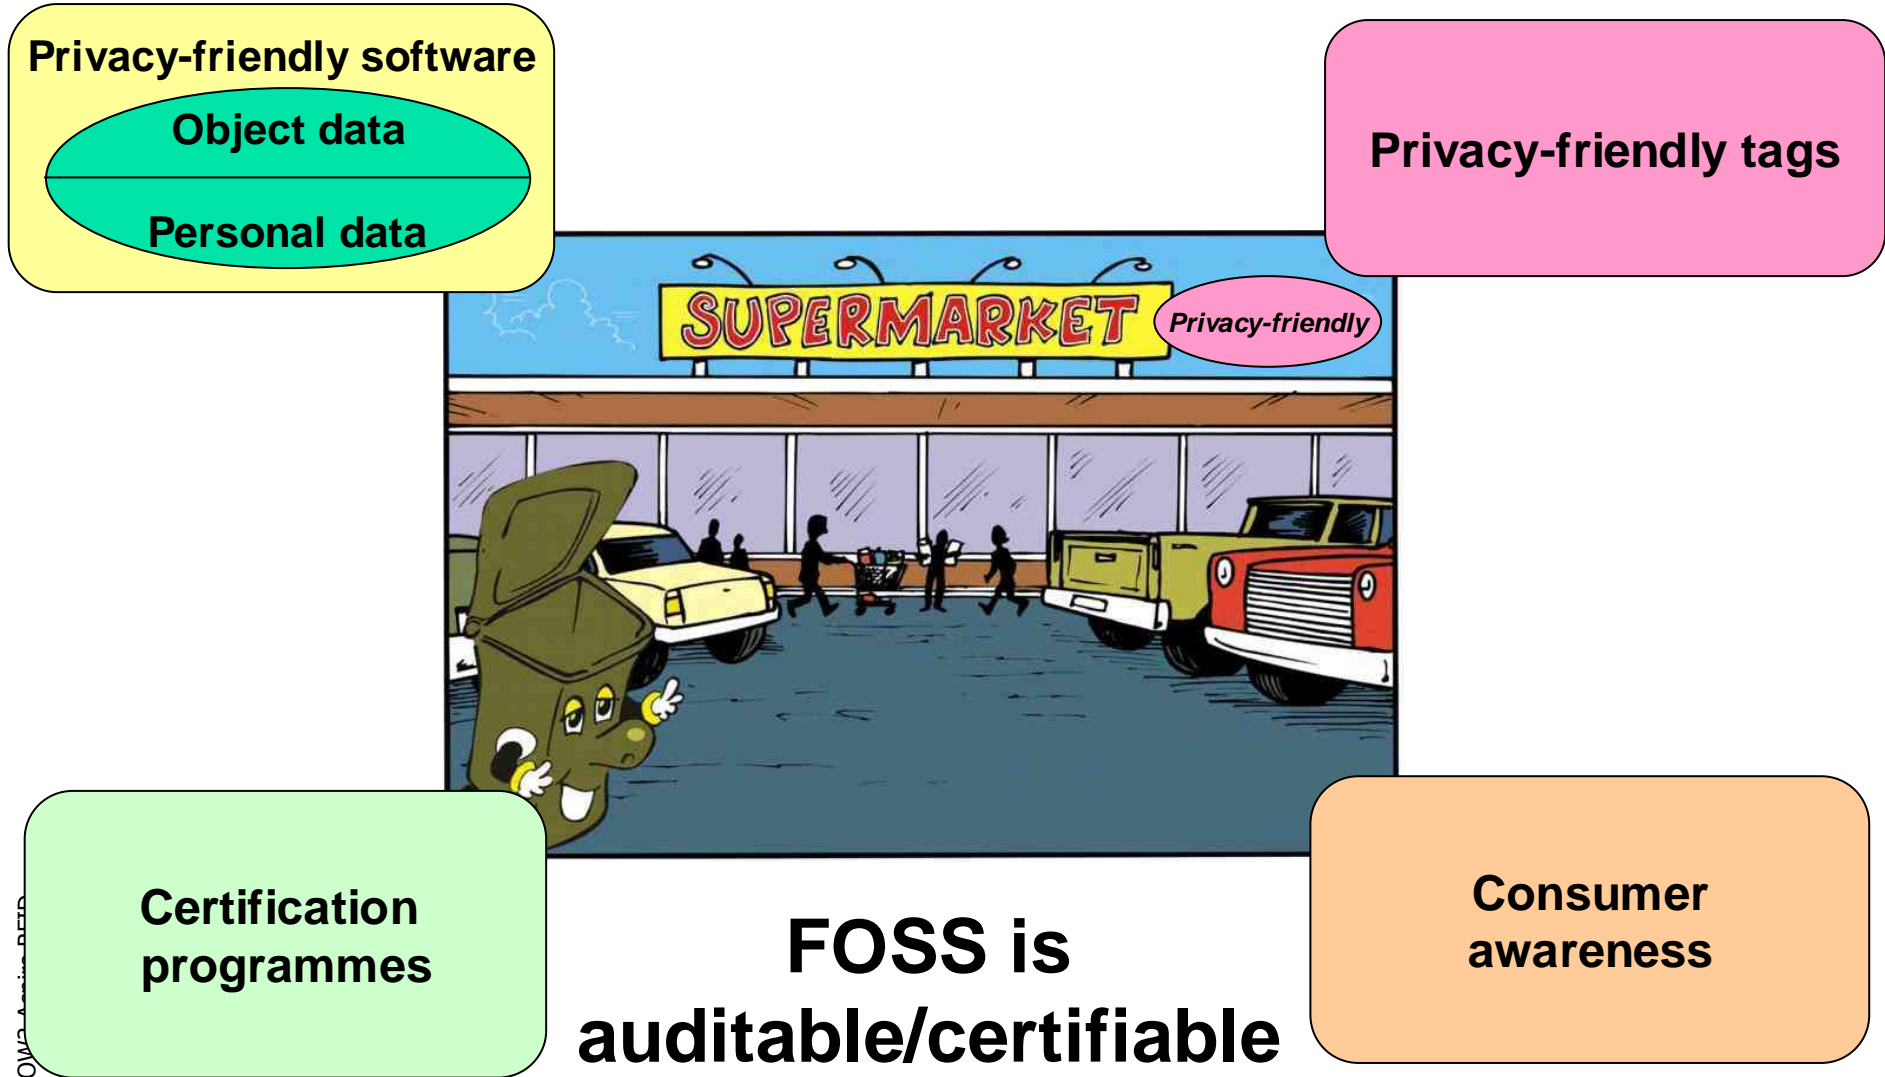 Privacy-friendly software
Object data
Personal data
Privacy-friendly tags
SUPERMARKET
Privacy-friendly
Certification
programmes
FOSS is
auditable/certifiable
Consumer
awareness